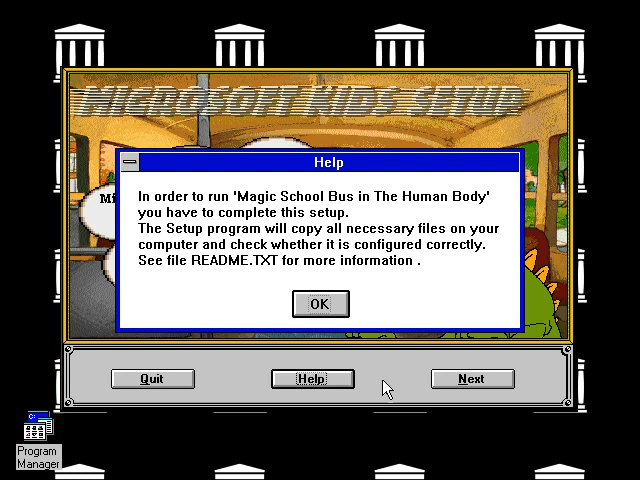 MICROSOFT KIDS SETUP
Help
Mi
In order to run 'Magic School Bus in The Human Body'
you have to complete this setup.
The Setup program will copy all necessary files on your
computer and check whether it is configured correctly.
See file README.TXT for more information .
OK
Quit
Help
Next
C:\
Program
Manager